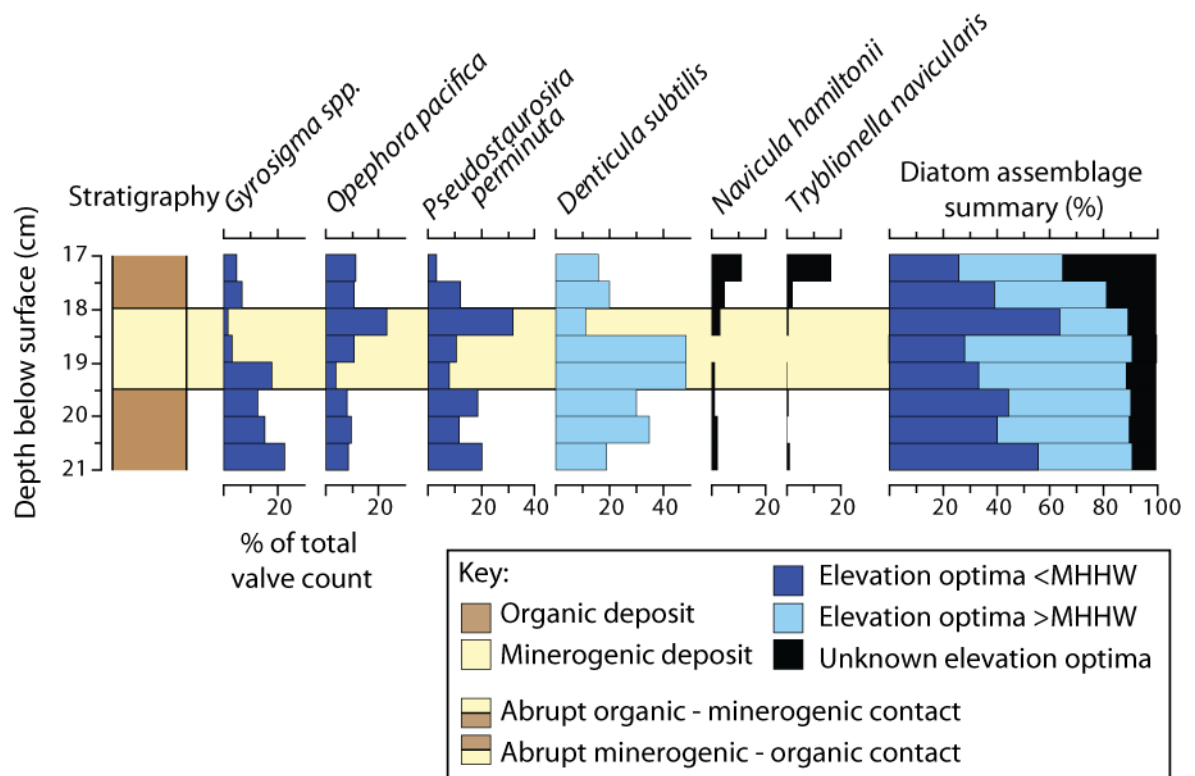 Stratigraphy
Gyrosigma spp.
Opephora pacifica
Pseudostaurosira
perminuta
Denticula subtilis
Navicula hamiltonii
Tryblionella navicularis
Diatom assemblage
summary (%)
Depth below surface (cm)
17
18
19
20
21
20
20
20 40
20 40
20
20
20 40 60 80 100
% of total
valve count
Key:
Organic deposit
Minerogenic deposit
Abrupt organic - minerogenic contact
Abrupt minerogenic - organic contact
Elevation optima <MHHW
Elevation optima >MHHW
Unknown elevation optima